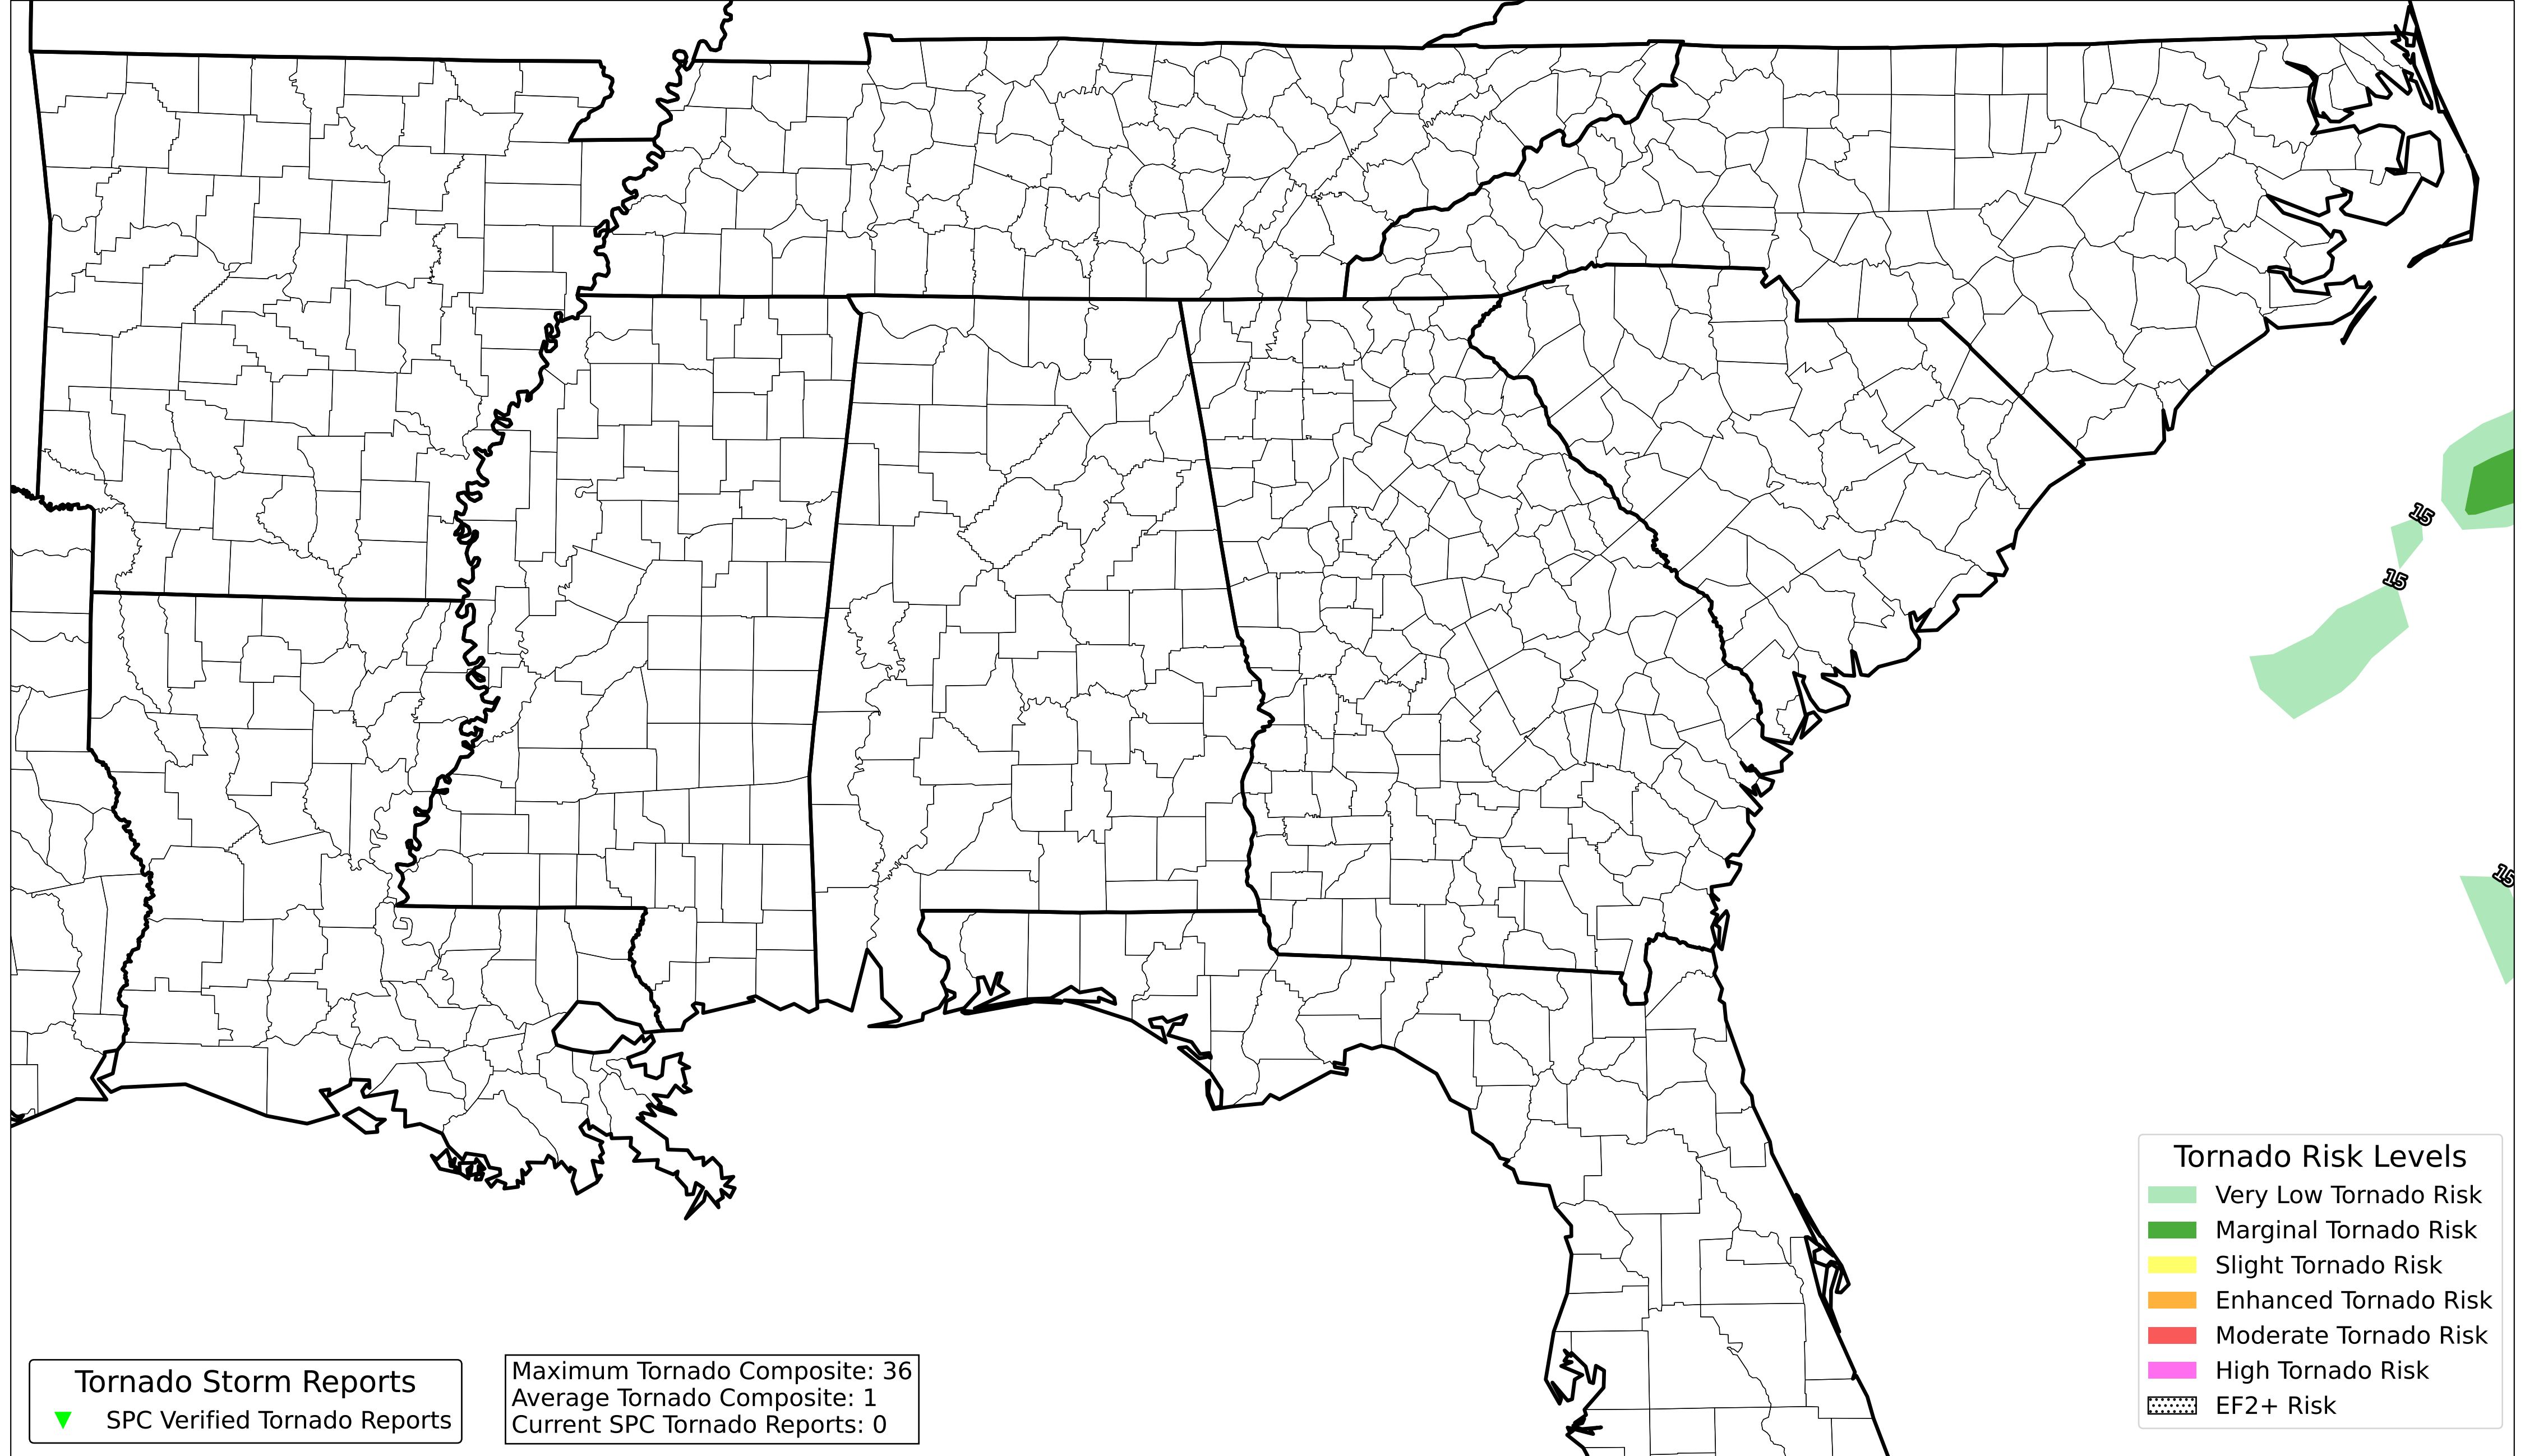 15
15
15
Tornado Risk Levels
Very Low Tornado Risk
Marginal Tornado Risk
Slight Tornado Risk
Enhanced Tornado Risk
Moderate Tornado Risk
High Tornado Risk
EF2+ Risk
Tornado Storm Reports
SPC Verified Tornado Reports
Maximum Tornado Composite: 36
Average Tornado Composite: 1
Current SPC Tornado Reports: 0